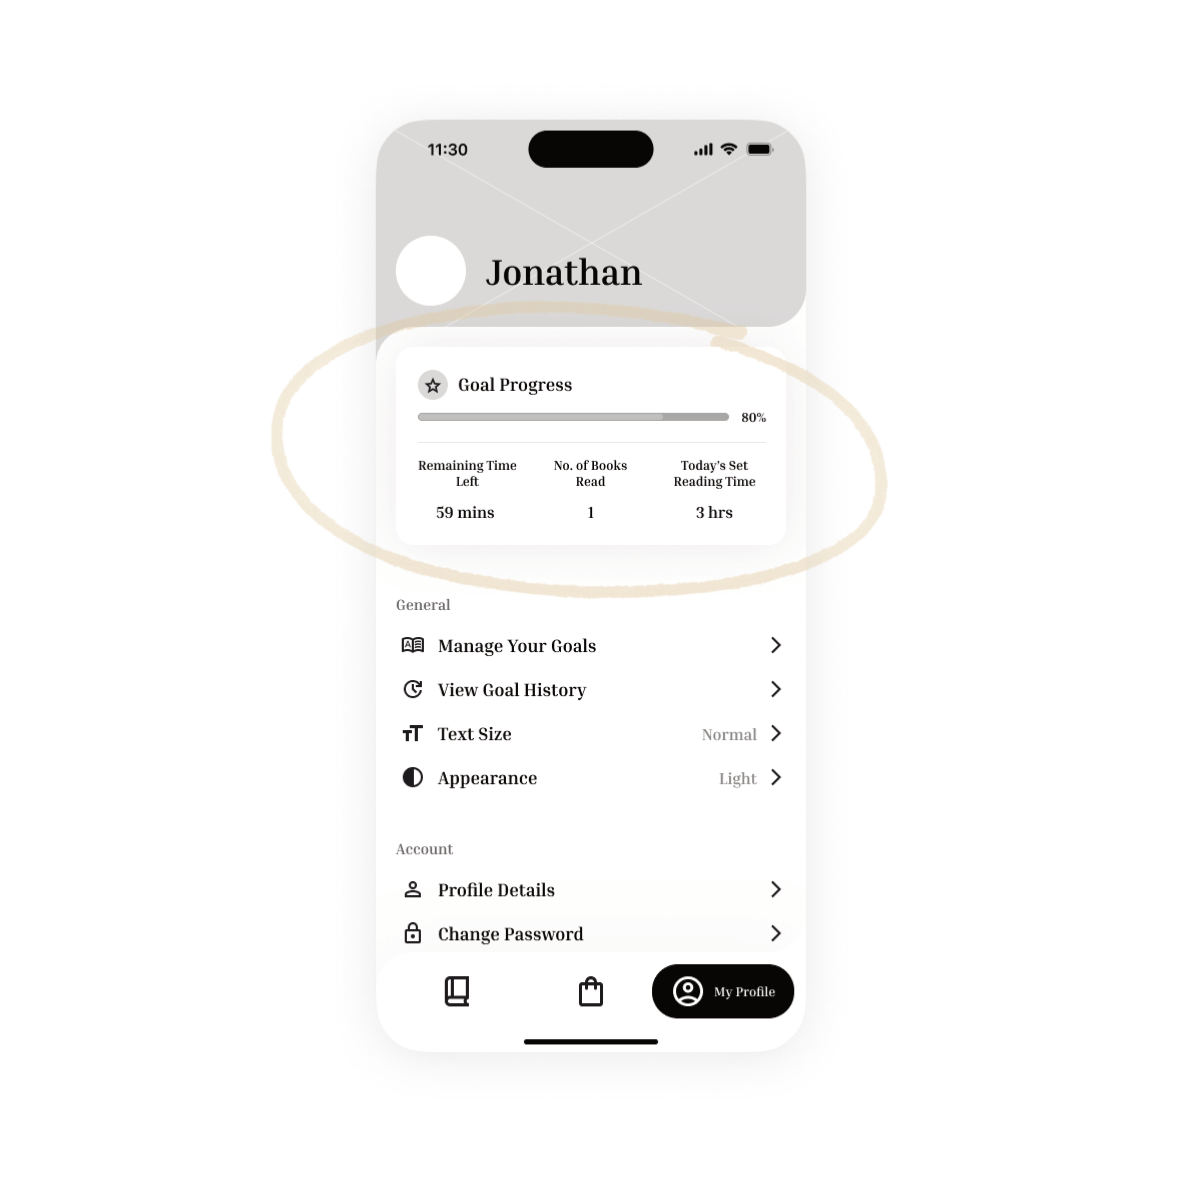 11:30
Jonathan
Goal Progress
80%
Remaining Time
Left
59 mins
No. of Books
Read
1
Today's Set
Reading Time
3 hrs
General
Manage Your Goals
View Goal History
Text Size Normal
Appearance Light
Account
Profile Details
Change Password
My Profile